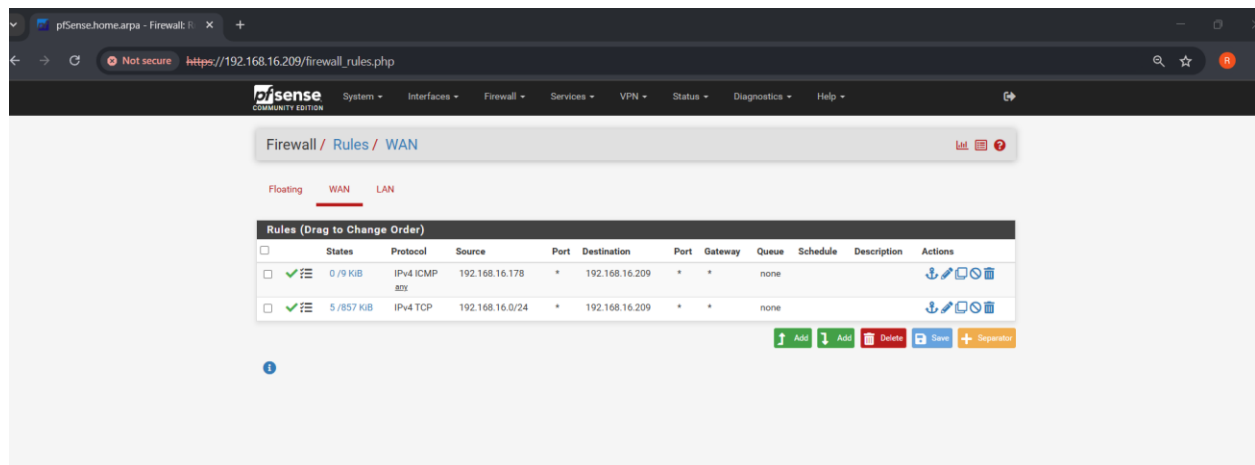 pfSense.home.arpa - Firewall: R
Not secure https://192.168.16.209/firewall_rules.php
R
pfsense System Interfaces Firewall Services VPN Status Diagnostics Help
COMMUNITY EDITION
Firewall / Rules / WAN
Floating WAN LAN
Rules (Drag to Change Order)
States Protocol Source Port Destination Port Gateway Queue Schedule Description Actions
0 /9 KiB IPv4 ICMP 192.168.16.178 * 192.168.16.209 * * none
any
5 /857 KiB IPv4 TCP 192.168.16.0/24 * 192.168.16.209 * * none
Add Add Delete Save Separator